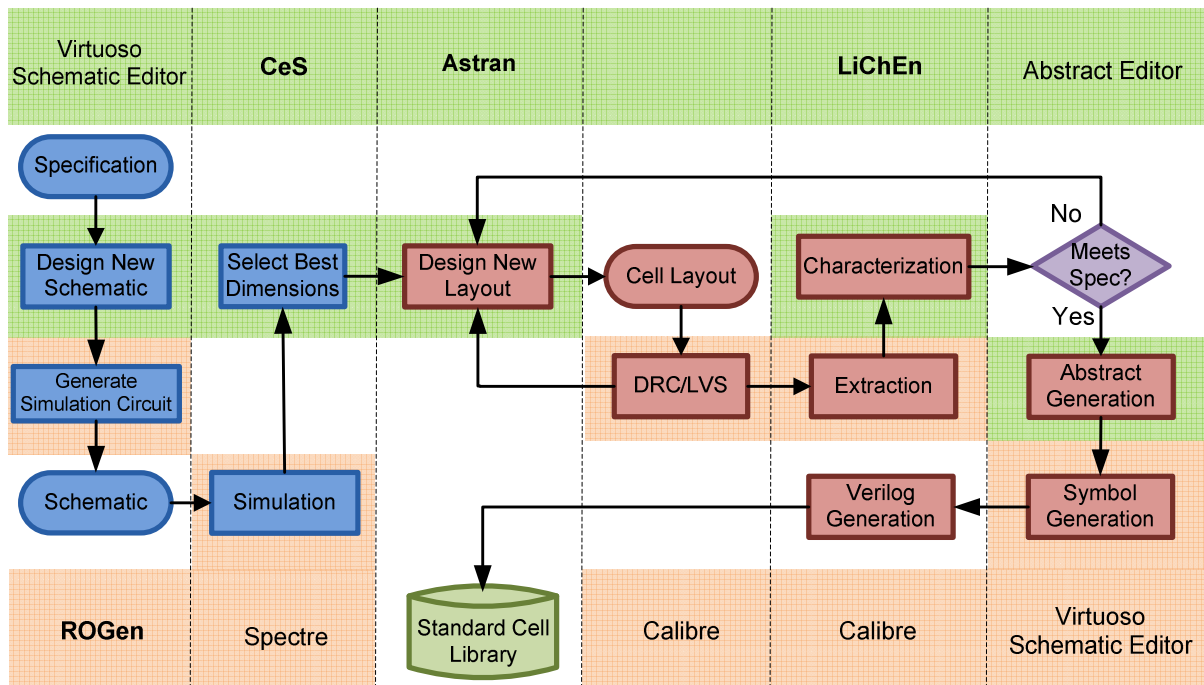 Virtuoso
Schematic Editor
CeS
Astran
LiChEn
Abstract Editor
Specification
No
Design New
Schematic
Select Best
Dimensions
Design New
Layout
Cell Layout
Characterization
Meets
Spec?
Yes
Generate
Simulation Circuit
DRC/LVS
Extraction
Abstract
Generation
Schematic
Simulation
Verilog
Generation
Symbol
Generation
ROGen
Spectre
Standard Cell
Library
Calibre
Calibre
Virtuoso
Schematic Editor